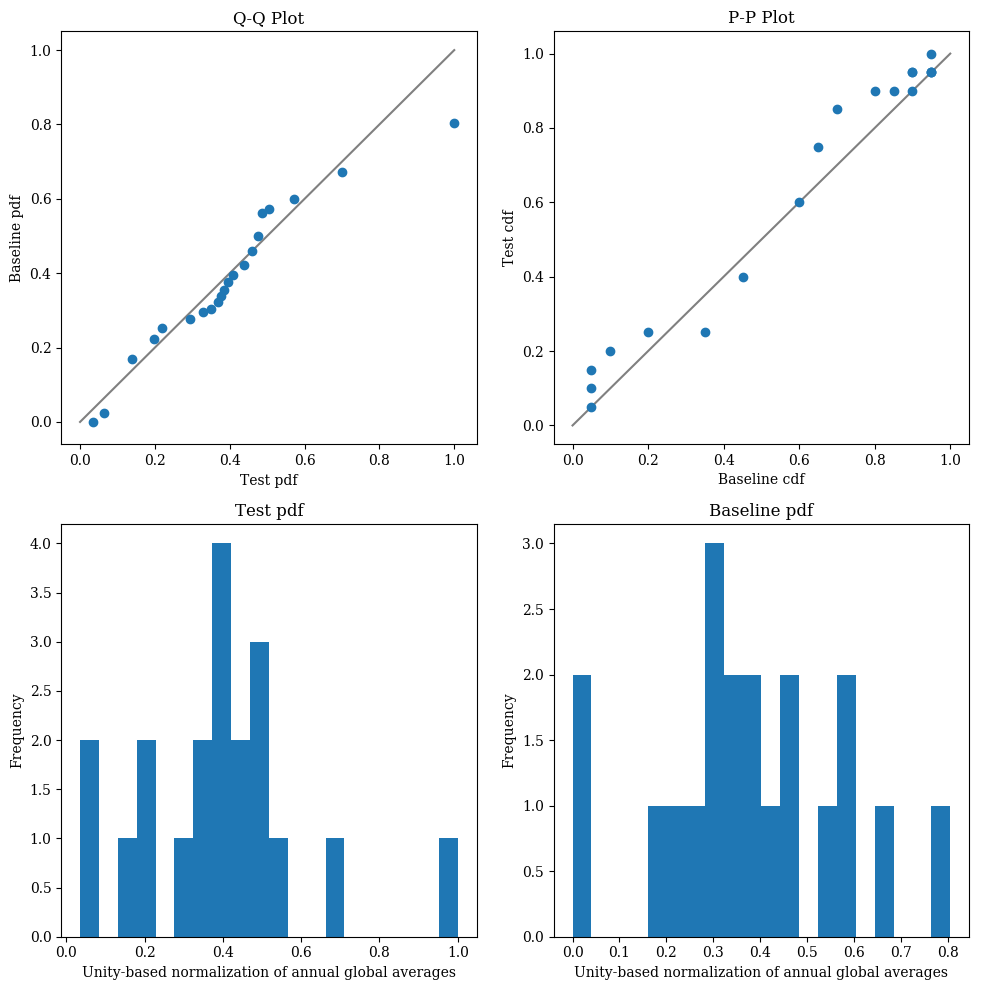 Q-Q Plot
1.0
0.8
0.6
0.4
0.2
0.0
Baseline pdf
0.0 0.2 0.4 0.6 0.8 1.0
Test pdf
P-P Plot
1.0
0.8
0.6
0.4
0.2
0.0
Test cdf
0.0 0.2 0.4 0.6 0.8 1.0
Baseline cdf
Test pdf
4.0
3.5
3.0
2.5
2.0
1.5
1.0
0.5
0.0
Frequency
0.0 0.2 0.4 0.6 0.8 1.0
Unity-based normalization of annual global averages
Baseline pdf
3.0
2.5
2.0
1.5
1.0
0.5
0.0
Frequency
0.0 0.1 0.2 0.3 0.4 0.5 0.6 0.7 0.8
Unity-based normalization of annual global averages